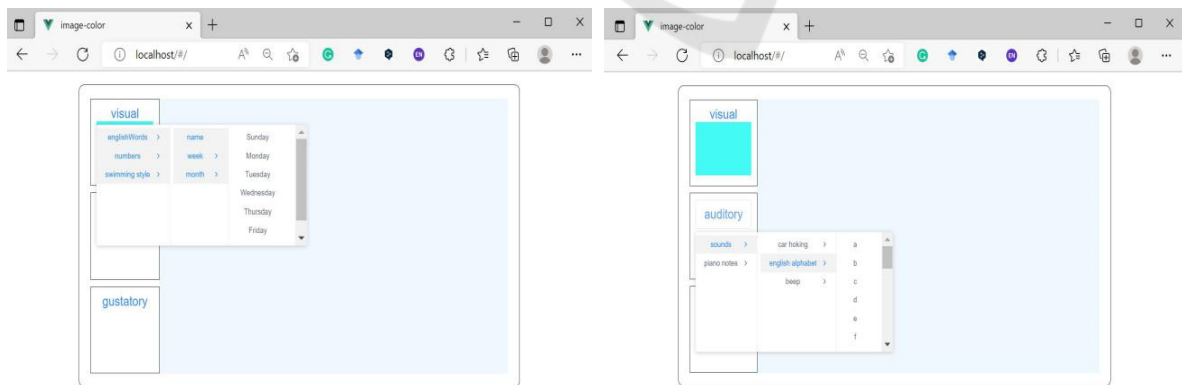 image-color
localhost/#/
visual
englishWords >
name
Sunday
numbers >
week >
Monday
swimming style >
month >
Tuesday
Wednesday
Thursday
Friday
gustatory
image-color
localhost/#/
visual
auditory
sounds >
car hoking >
a
piano notes >
english alphabet >
b
beep >
c
d
e
f